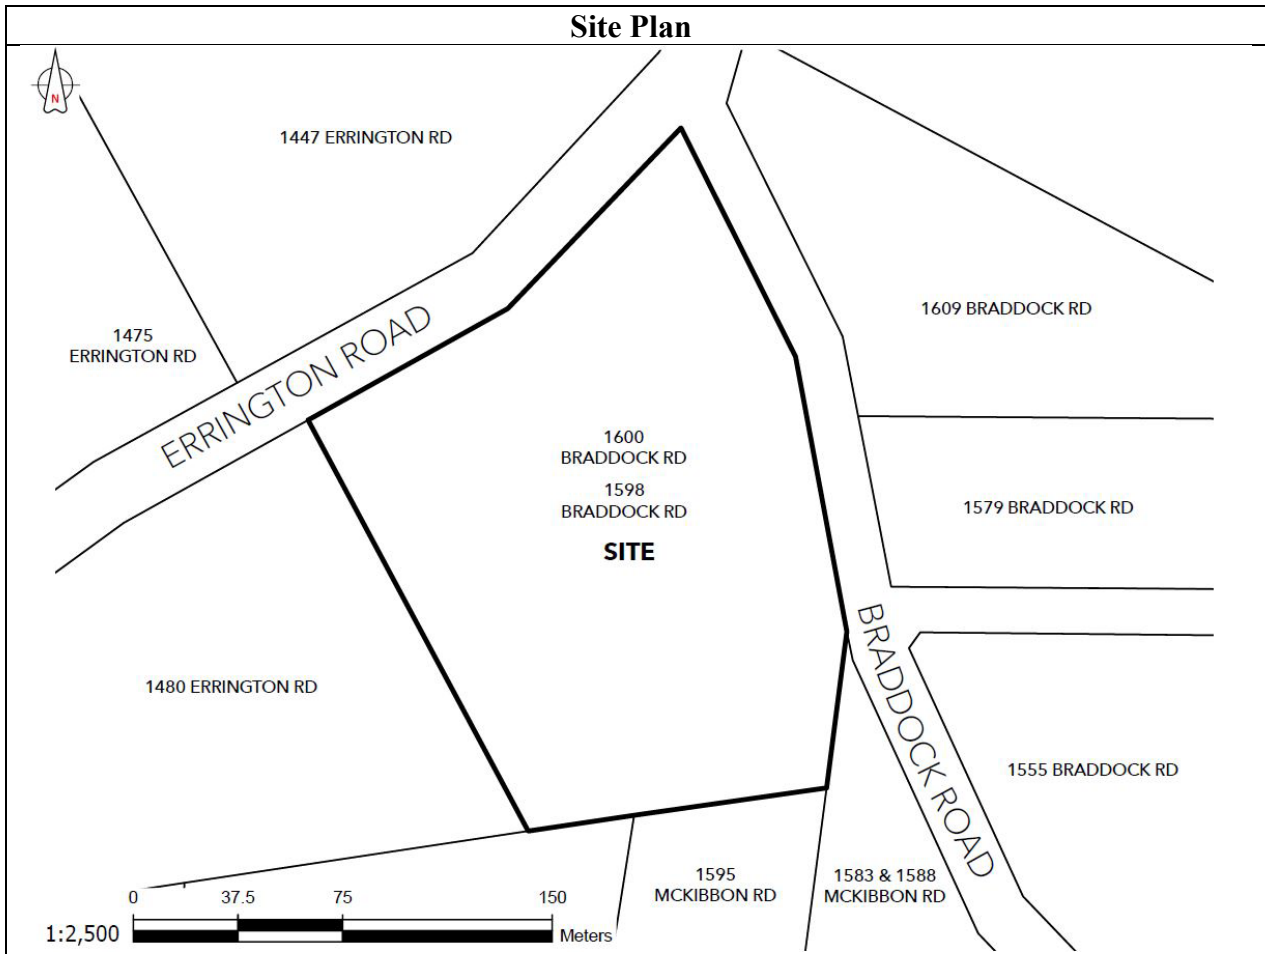 Site Plan
N
1447 ERRINGTON RD
1475
ERRINGTON RD
ERRINGTON ROAD
1609 BRADDOCK RD
1600
BRADDOCK RD
1598
BRADDOCK RD
SITE
1579 BRADDOCK RD
1480 ERRINGTON RD
BRADDOCK ROAD
1555 BRADDOCK RD
1595
MCKIBBON RD
1583 & 1588
MCKIBBON RD
0 37.5 75 150
1:2,500 Meters